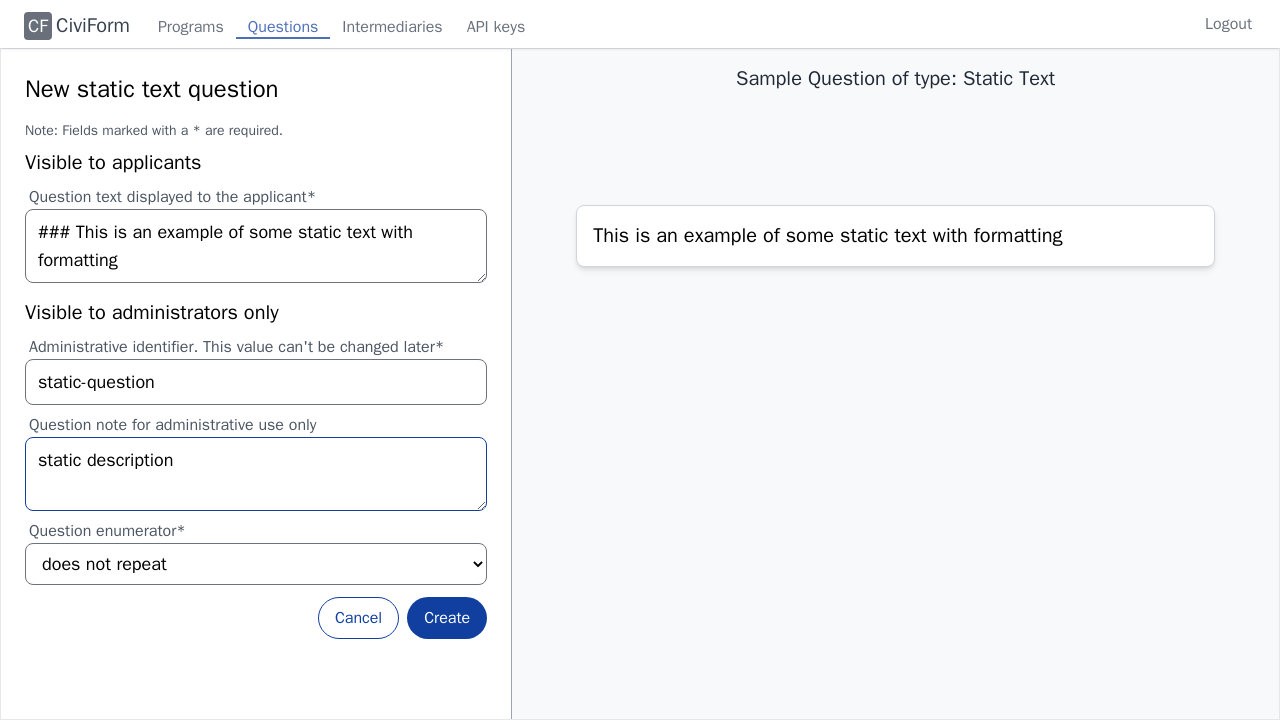 CF CiviForm Programs Questions Intermediaries API keys Logout
New static text question
Note: Fields marked with a * are required.
Visible to applicants
Question text displayed to the applicant*
### This is an example of some static text with
formatting
Visible to administrators only
Administrative identifier. This value can't be changed later*
static-question
Question note for administrative use only
static description
Question enumerator*
does not repeat
Cancel Create
Sample Question of type: Static Text
This is an example of some static text with formatting